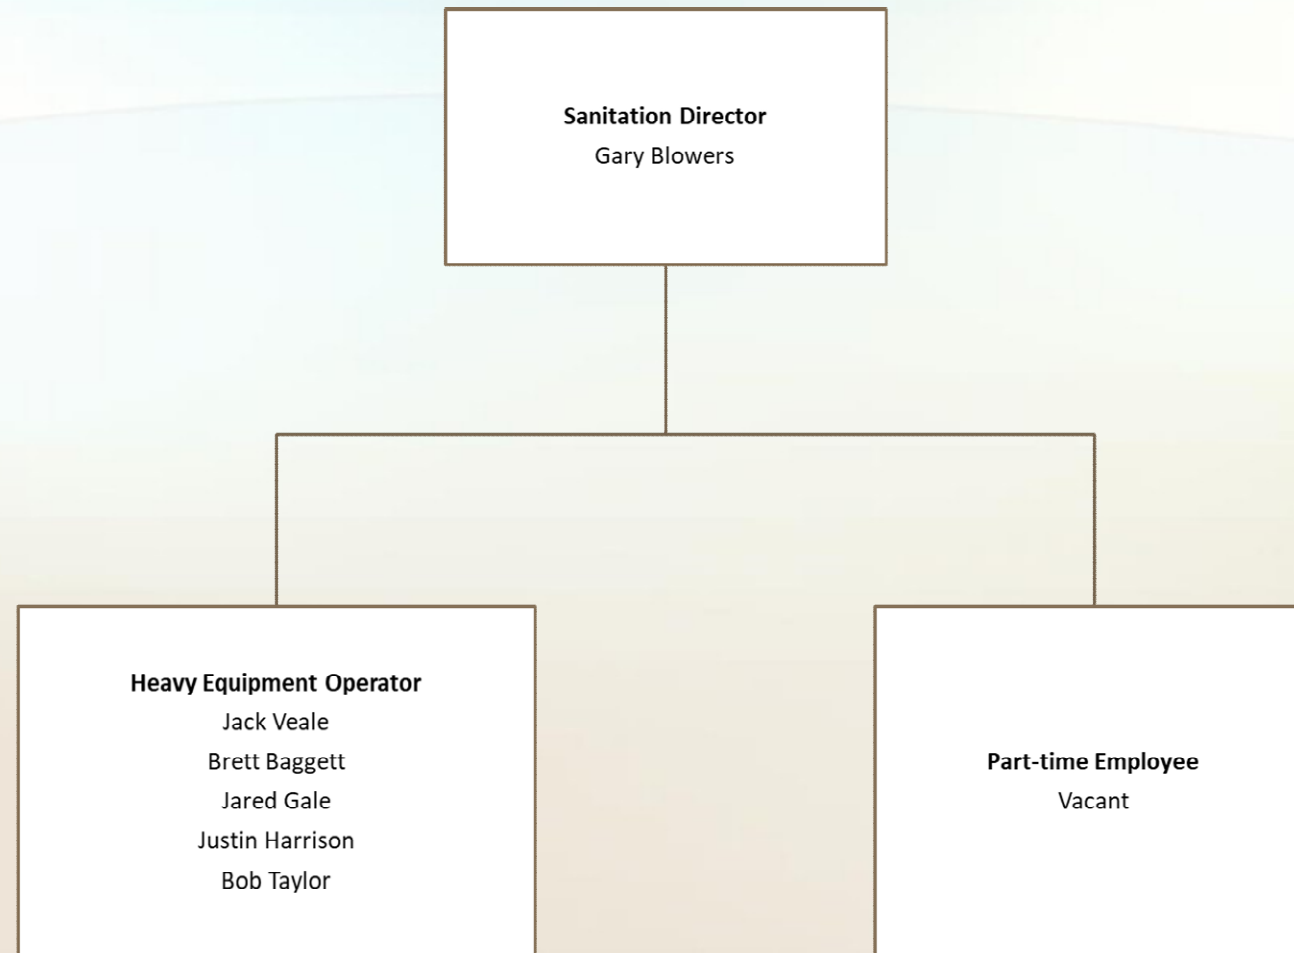 Sanitation Director
Gary Blowers
Heavy Equipment Operator
Jack Veale
Brett Baggett
Jared Gale
Justin Harrison
Bob Taylor
Part-time Employee
Vacant